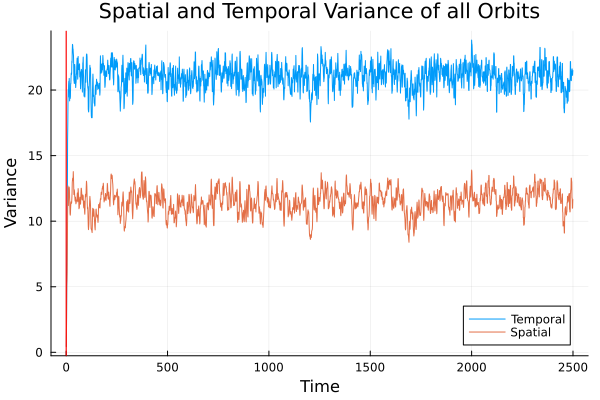 Spatial and Temporal Variance of all Orbits
Variance
20
15
10
5
0
Temporal
Spatial
0 500 1000 1500 2000 2500
Time